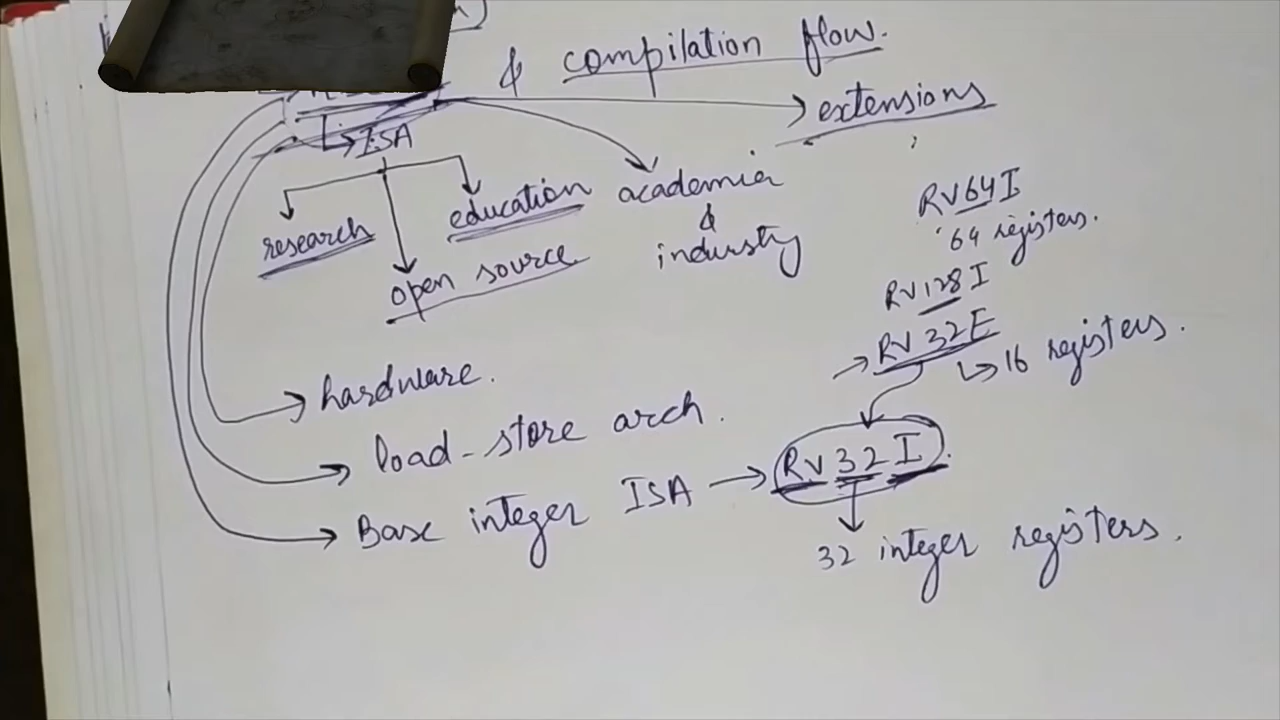 & compilation flow.
extensions
ISA
research
education
open source
academia
&
industry
RV64I
64 registers.
RV128I
RV32E
16 registers.
hardware.
load-store arch.
Base integer ISA
RV32I.
32 integer registers.